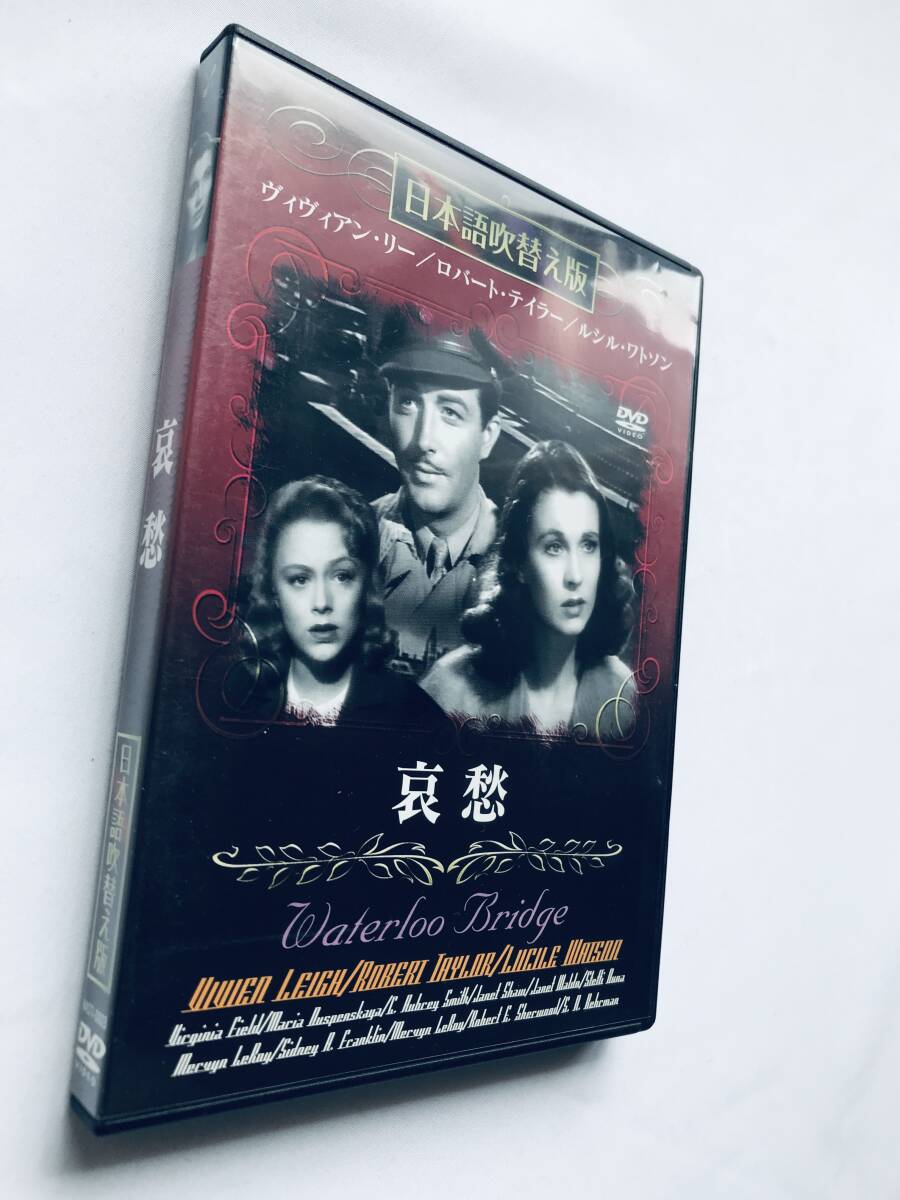 日本語吹替え版
ヴィヴィアン・リー/ロバート・テイラー/ルシル・ワトソン
DVD
VIDEO
哀愁
Waterloo Bridge
VIVIEN LEIGH/ROBERT TAYLOR/LUCILE WATSON
Virginia Field/Maria Ouspenskaya/C. Aubrey Smith/Janet Shaw/Janet Waldo/Steffi Duna
Mervyn LeRoy/Sidney A. Franklin/Mervyn LeRoy/Robert E. Sherwood/S. N. Behrman
哀愁
日本語吹替え版
DVD
VIDEO